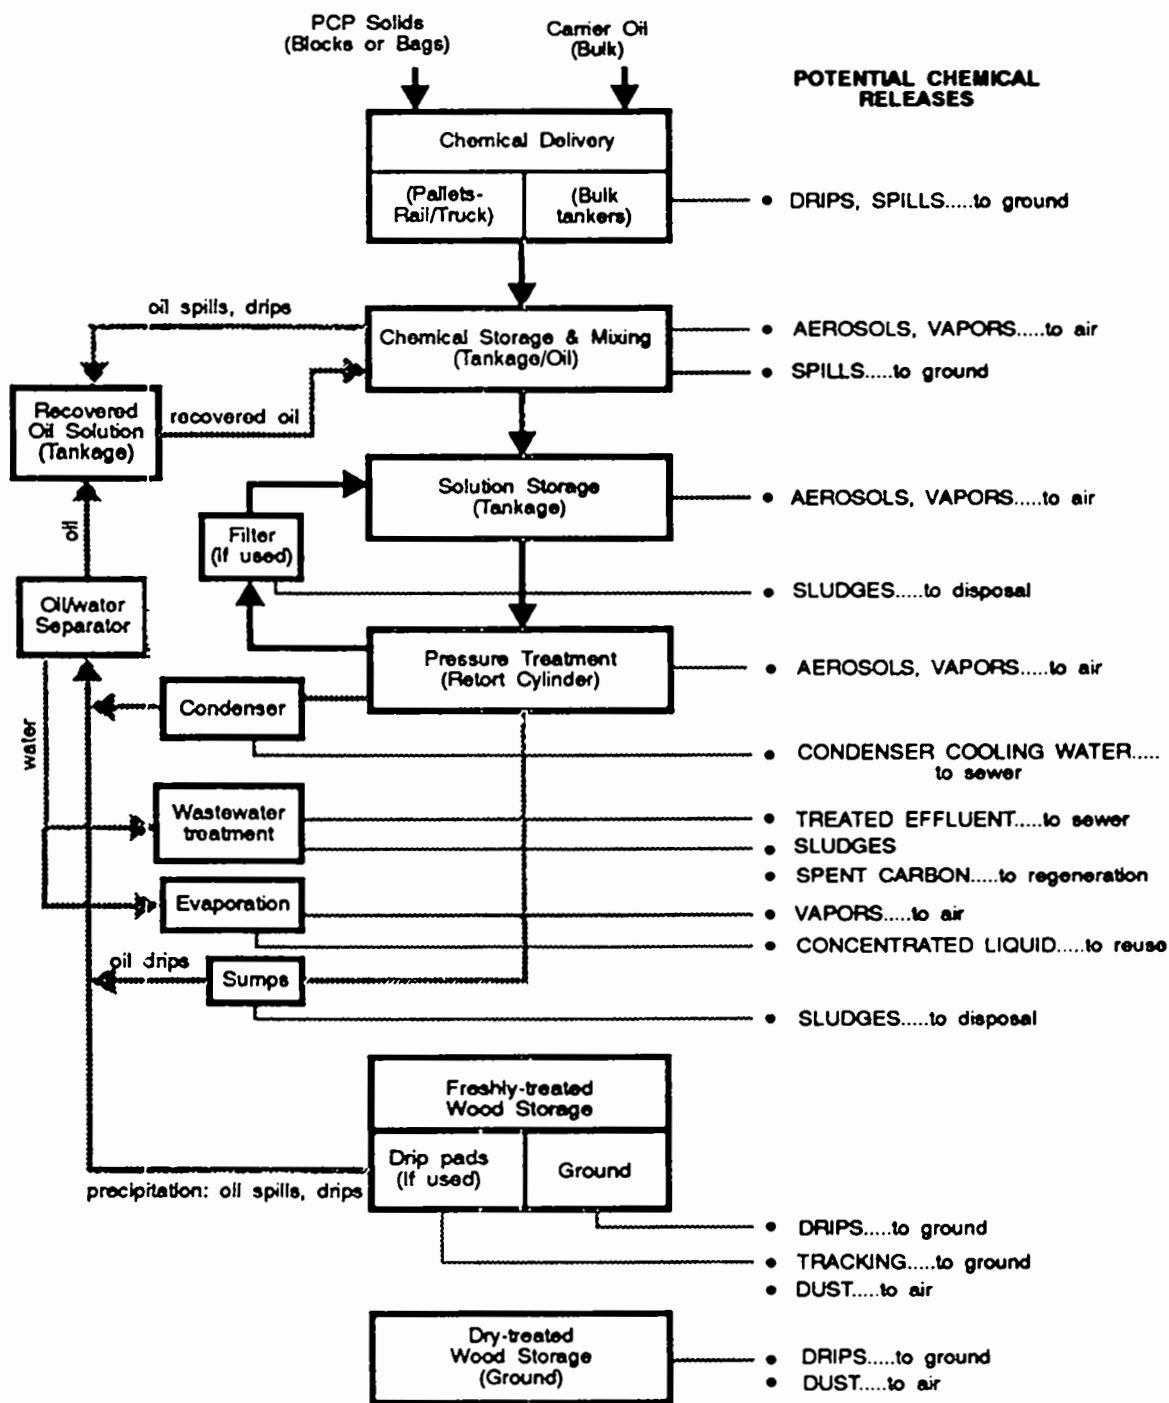 PCP Solids
(Blocks or Bags)
Carrier Oil
(Bulk)
POTENTIAL CHEMICAL
RELEASES
Chemical Delivery
(Pallets-
Rail/Truck)
(Bulk
tankers)
• DRIPS, SPILLS.....to ground
oil spills, drips
Chemical Storage & Mixing
(Tankage/Oil)
• AEROSOLS, VAPORS.....to air
• SPILLS.....to ground
Recovered
Oil Solution
(Tankage)
recovered oil
Solution Storage
(Tankage)
• AEROSOLS, VAPORS.....to air
Filter
(If used)
oil
• SLUDGES.....to disposal
Oil/water
Separator
Pressure Treatment
(Retort Cylinder)
• AEROSOLS, VAPORS.....to air
Condenser
water
• CONDENSER COOLING WATER.....
to sewer
Wastewater
treatment
• TREATED EFFLUENT.....to sewer
• SLUDGES
• SPENT CARBON.....to regeneration
Evaporation
• VAPORS.....to air
• CONCENTRATED LIQUID.....to reuse
oil drips
Sumps
• SLUDGES.....to disposal
Freshly-treated
Wood Storage
Drip pads
(If used)
Ground
precipitation: oil spills, drips
• DRIPS.....to ground
• TRACKING.....to ground
• DUST.....to air
Dry-treated
Wood Storage
(Ground)
• DRIPS.....to ground
• DUST.....to air